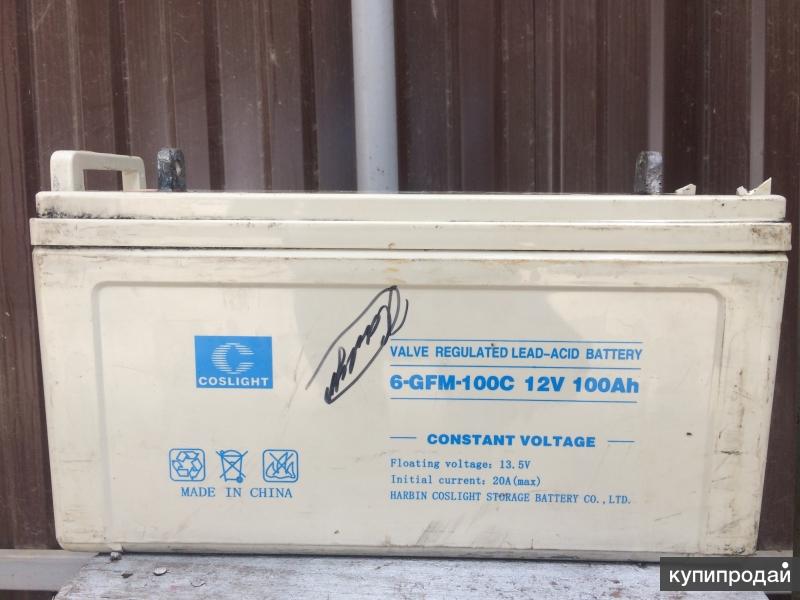 COSLIGHT
VALVE REGULATED LEAD-ACID BATTERY
6-GFM-100C 12V 100Ah
CONSTANT VOLTAGE
Floating voltage: 13.5V
Initial current: 20A(max)
HARBIN COSLIGHT STORAGE BATTERY CO.,LTD.
MADE IN CHINA
купипродай